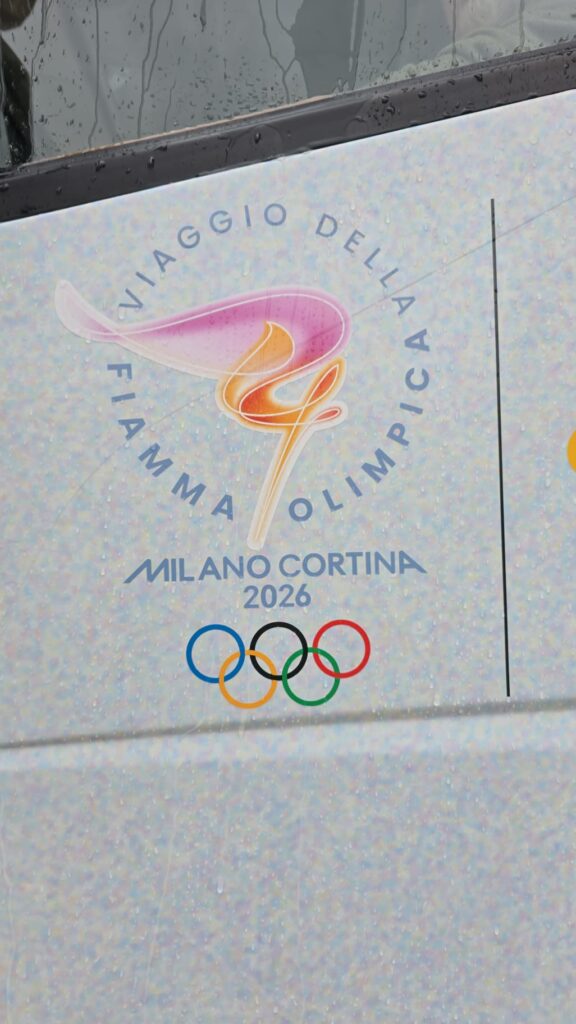 VIAGGIO DELLA
FIAMMA OLIMPICA
MILANO CORTINA
2026